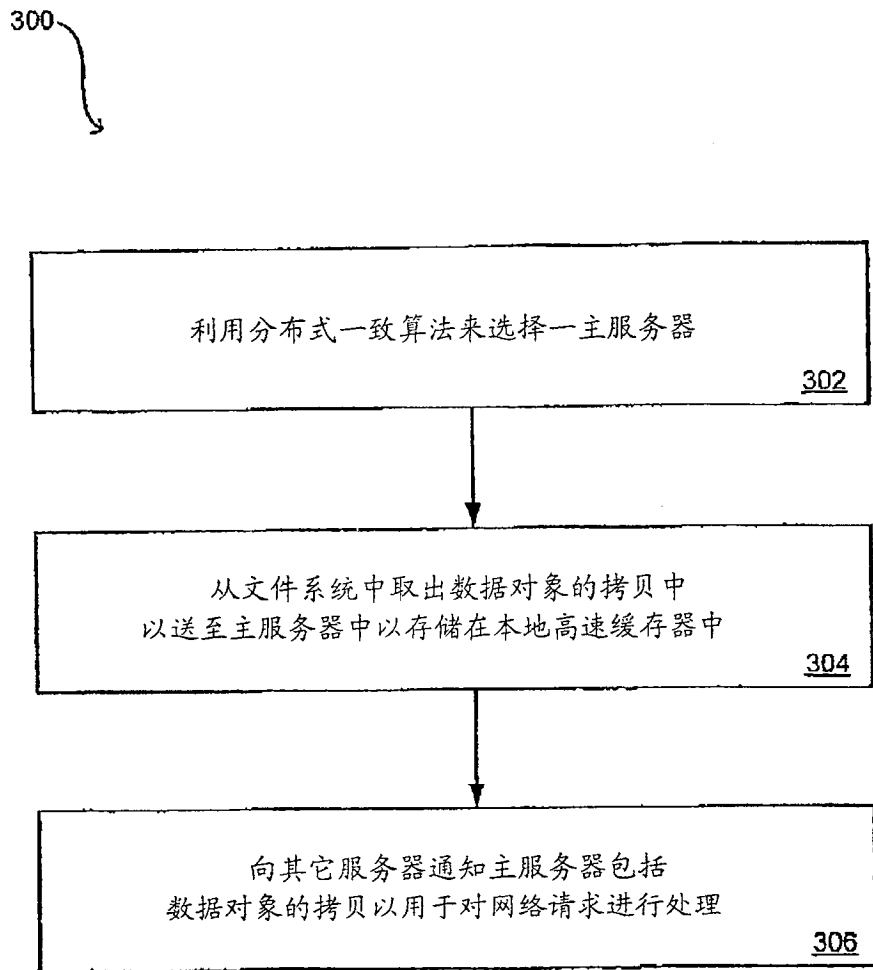 300
利用分布式一致算法来选择一主服务器
302
从文件系统中取出数据对象的拷贝中
以送至主服务器中以存储在本地高速缓存器中
304
向其它服务器通知主服务器包括
数据对象的拷贝以用于对网络请求进行处理
306